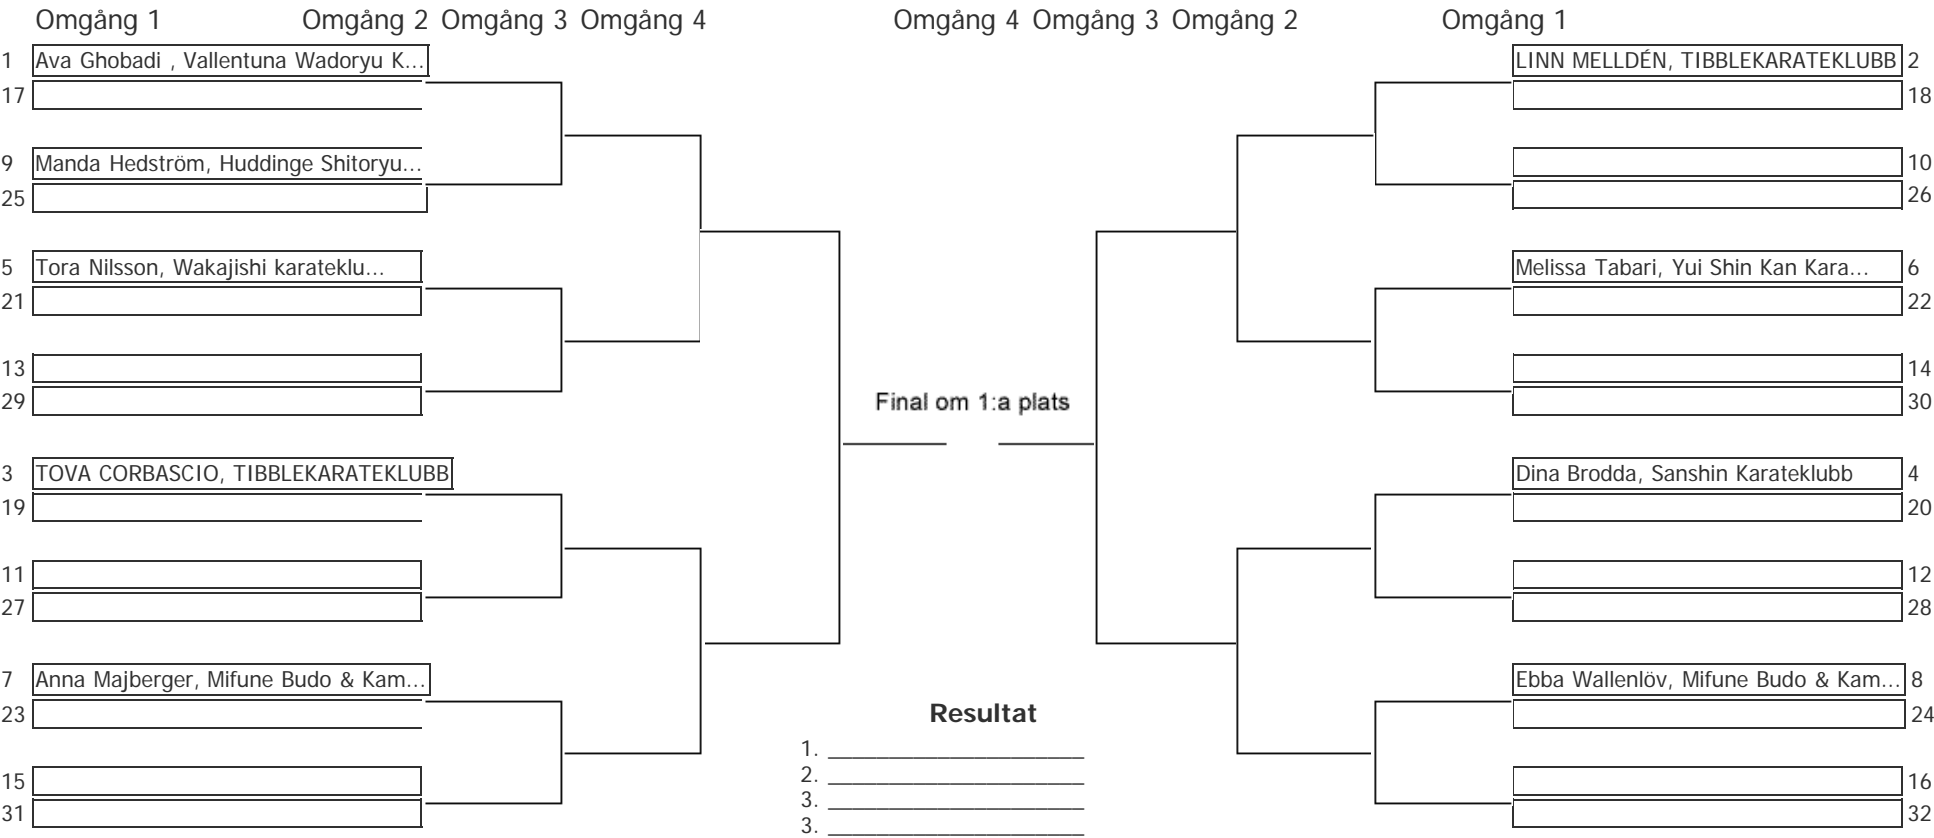 Omgång 1 Omgång 2 Omgång 3 Omgång 4 Omgång 4 Omgång 3 Omgång 2 Omgång 1
1 Ava Ghobadi , Vallentuna Wadoryu K... LINN MELLDÉN, TIBBLEKARATEKLUBB 2
17 18
9 Manda Hedström, Huddinge Shitoryu... 10
25 26
5 Tora Nilsson, Wakajishi karateklu... Melissa Tabari, Yui Shin Kan Kara... 6
21 22
13 14
29 30
Final om 1:a plats
3 TOVA CORBASCIO, TIBBLEKARATEKLUBB Dina Brodda, Sanshin Karateklubb 4
19 20
11 12
27 28
7 Anna Majberger, Mifune Budo & Kam... Ebba Wallenlöv, Mifune Budo & Kam... 8
23 24
Resultat
1.
15 2. 16
3.
31 32
3.